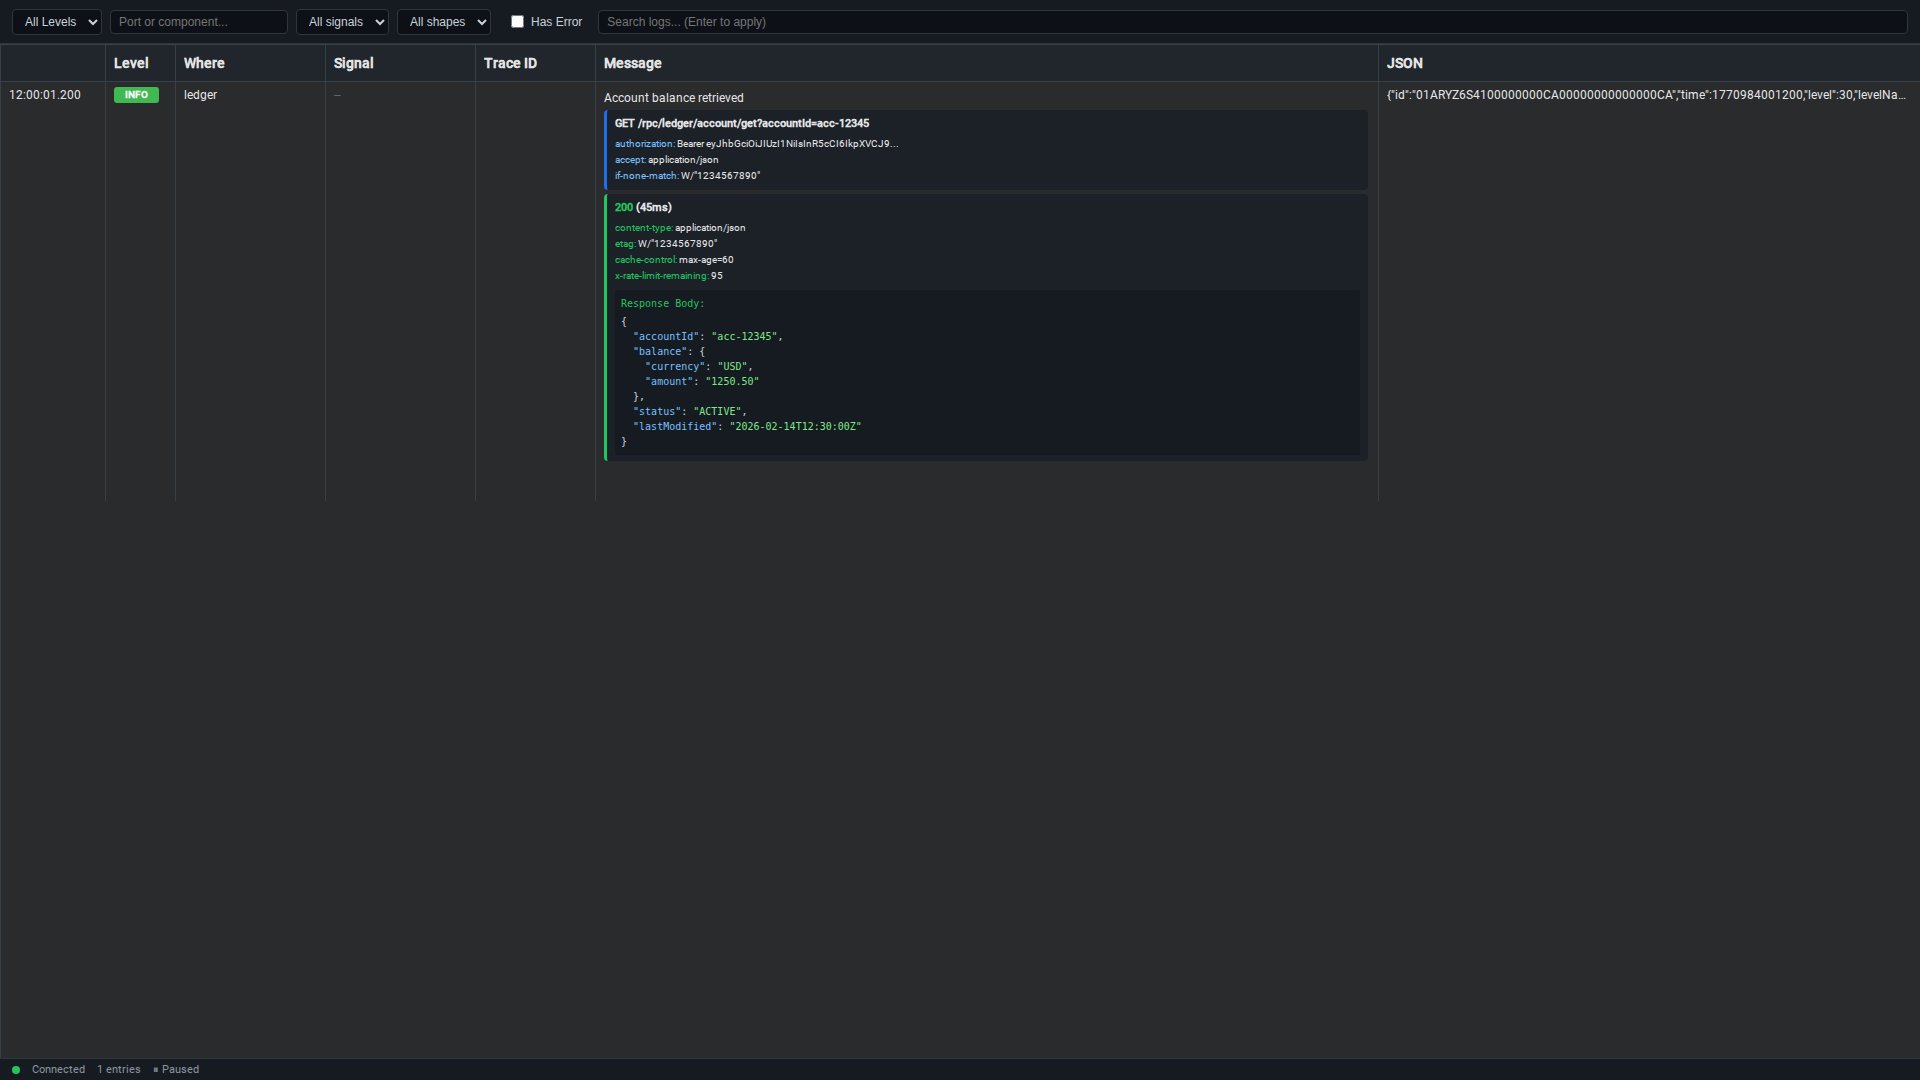 All Levels Port or component... All signals All shapes Has Error Search logs... (Enter to apply)
Level Where Signal Trace ID Message JSON
12:00:01.200 INFO ledger – Account balance retrieved {"id":"01ARYZ6S4100000000CA00000000000000CA","time":1770984001200,"level":30,"levelNa...
GET /rpc/ledger/account/get?accountId=acc-12345
authorization: Bearer eyJhbGciOiJIUzI1NiIsInR5cCI6IkpXVCJ9...
accept: application/json
if-none-match: W/"1234567890"
200 (45ms)
content-type: application/json
etag: W/"1234567890"
cache-control: max-age=60
x-rate-limit-remaining: 95
Response Body:
{
"accountId": "acc-12345",
"balance": {
"currency": "USD",
"amount": "1250.50"
},
"status": "ACTIVE",
"lastModified": "2026-02-14T12:30:00Z"
}
Connected 1 entries Paused